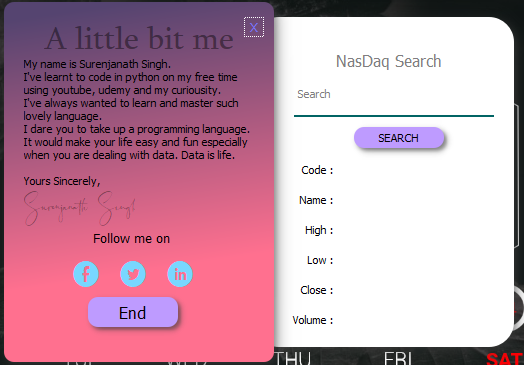 A little bit me
X
My name is Surenjanath Singh.
I've learnt to code in python on my free time
using youtube, udemy and my curiousity.
I've always wanted to learn and master such
lovely language.
I dare you to take up a programming language.
It would make your life easy and fun especially
when you are dealing with data. Data is life.
Yours Sincerely,
Surenjanath Singh
Follow me on
f
in
End
NasDaq Search
Search
SEARCH
Code :
Name :
High :
Low :
Close :
Volume :
TUE WED THU FRI SAT